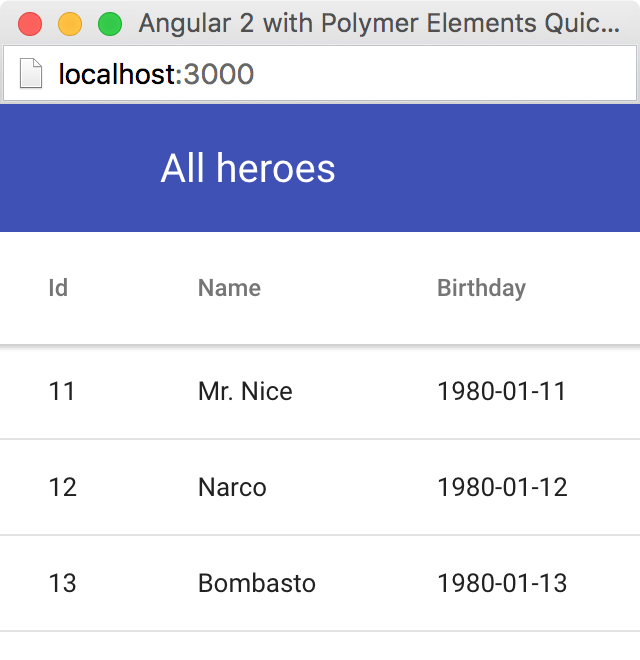 Angular 2 with Polymer Elements Quic...
localhost:3000
All heroes
Id Name Birthday
11 Mr. Nice 1980-01-11
12 Narco 1980-01-12
13 Bombasto 1980-01-13